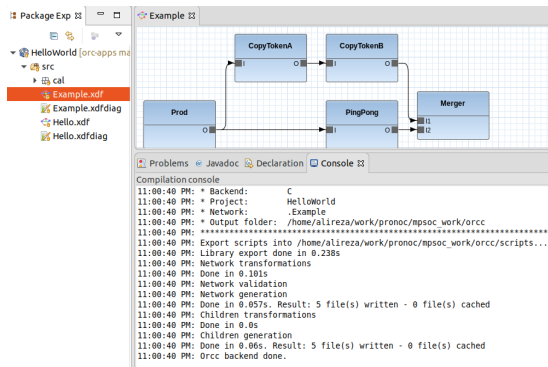 Package Exp
HelloWorld [orc-apps ma
src
cal
Example.xdf
Example.xdfdiag
Hello.xdf
Hello.xdfdiag
Example
CopyTokenA
I O
CopyTokenB
I O
Prod
O
PingPong
I O
Merger
I1
I2
Problems @ Javadoc Declaration Console
Compilation console
11:00:40 PM: * Backend: C
11:00:40 PM: * Project: HelloWorld
11:00:40 PM: * Network: .Example
11:00:40 PM: * Output folder: /home/alireza/work/pronoc/mpsoc_work/orcc
11:00:40 PM: **********************************************************************
11:00:40 PM: Export scripts into /home/alireza/work/pronoc/mpsoc_work/orcc/scripts...
11:00:40 PM: Library export done in 0.238s
11:00:40 PM: Network transformations
11:00:40 PM: Done in 0.101s
11:00:40 PM: Network validation
11:00:40 PM: Network generation
11:00:40 PM: Done in 0.057s. Result: 5 file(s) written - 0 file(s) cached
11:00:40 PM: Children transformations
11:00:40 PM: Done in 0.0s
11:00:40 PM: Children generation
11:00:40 PM: Done in 0.06s. Result: 5 file(s) written - 0 file(s) cached
11:00:40 PM: Orcc backend done.